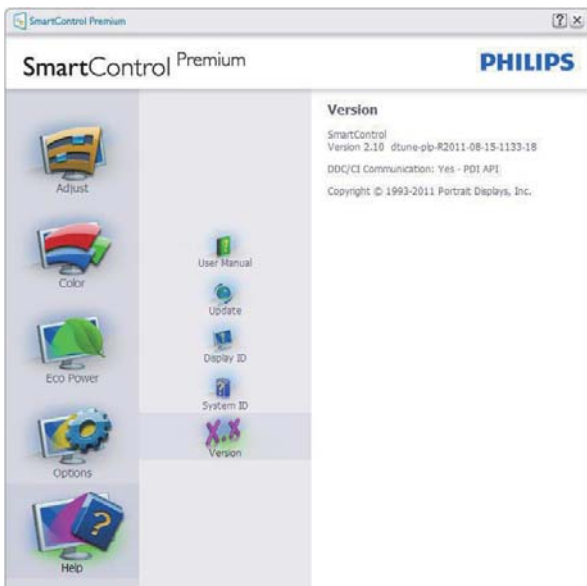 SmartControl Premium
SmartControl Premium
PHILIPS
Adjust
Color
Eco Power
Options
Help
User Manual
Update
Display ID
System ID
Version
Version
SmartControl
Version 2.10 dtune-plp-R2011-08-15-1133-18
DDC/CI Communication: Yes - PDI API
Copyright © 1993-2011 Portrait Displays, Inc.